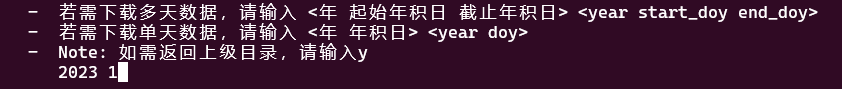 - 若需下载多天数据，请输入 <年 起始年积日 截止年积日> <year start_doy end_doy>
- 若需下载单天数据，请输入 <年 年积日> <year doy>
- Note: 如需返回上级目录，请输入y
2023 1